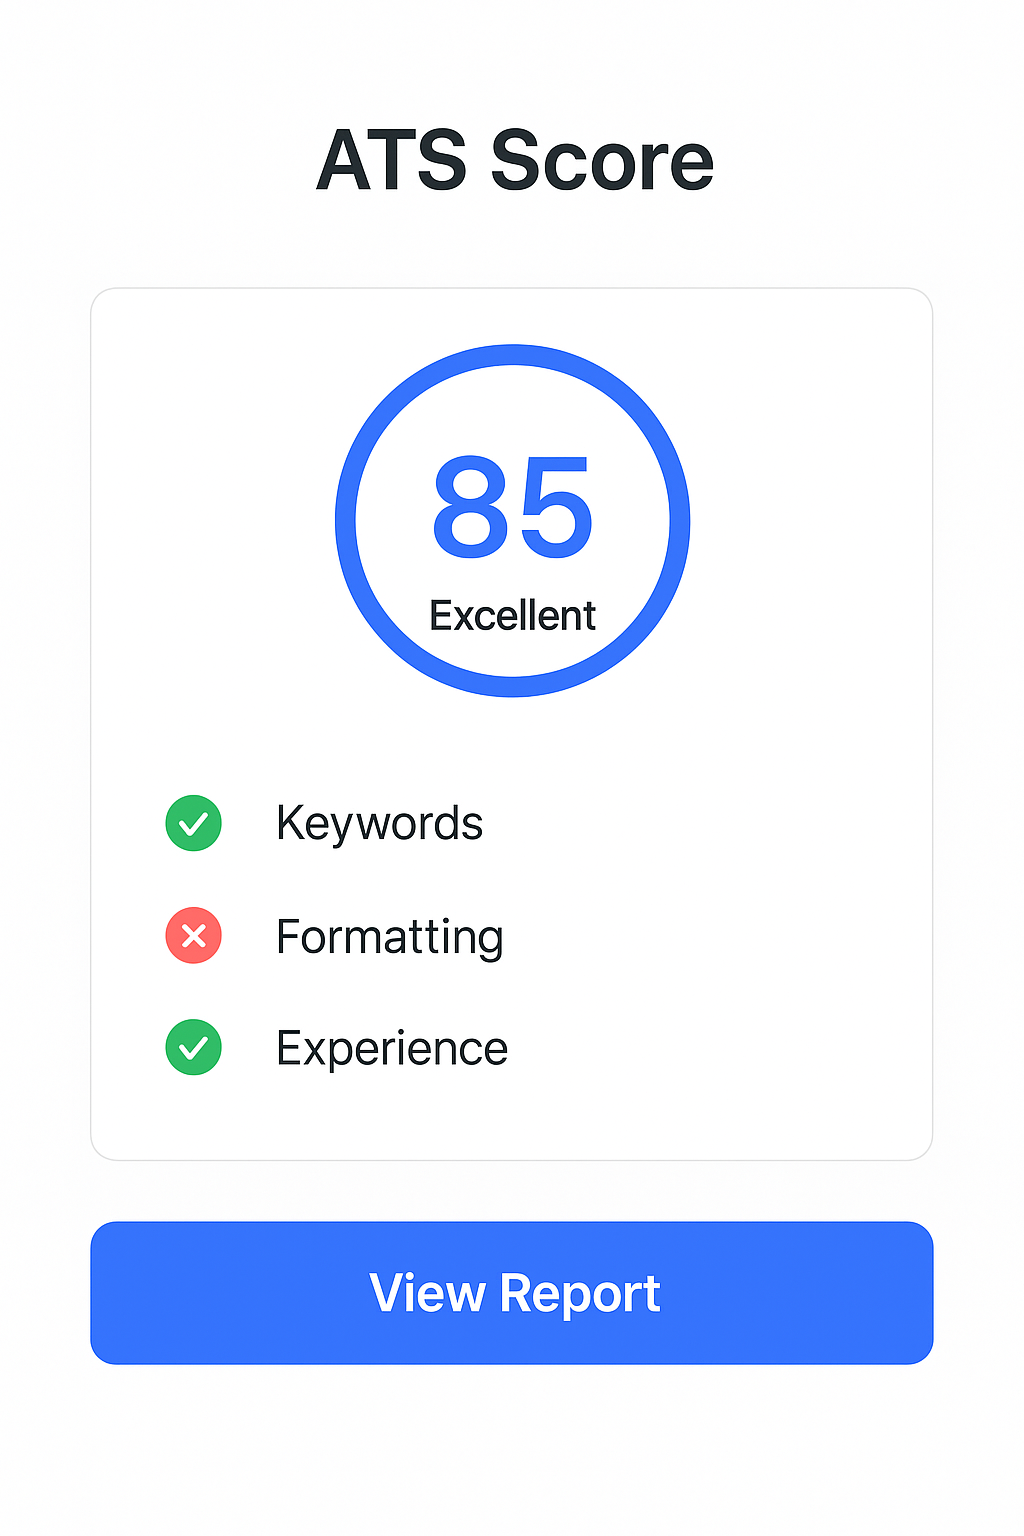 ATS Score
85
Excellent
Keywords
Formatting
Experience
View Report